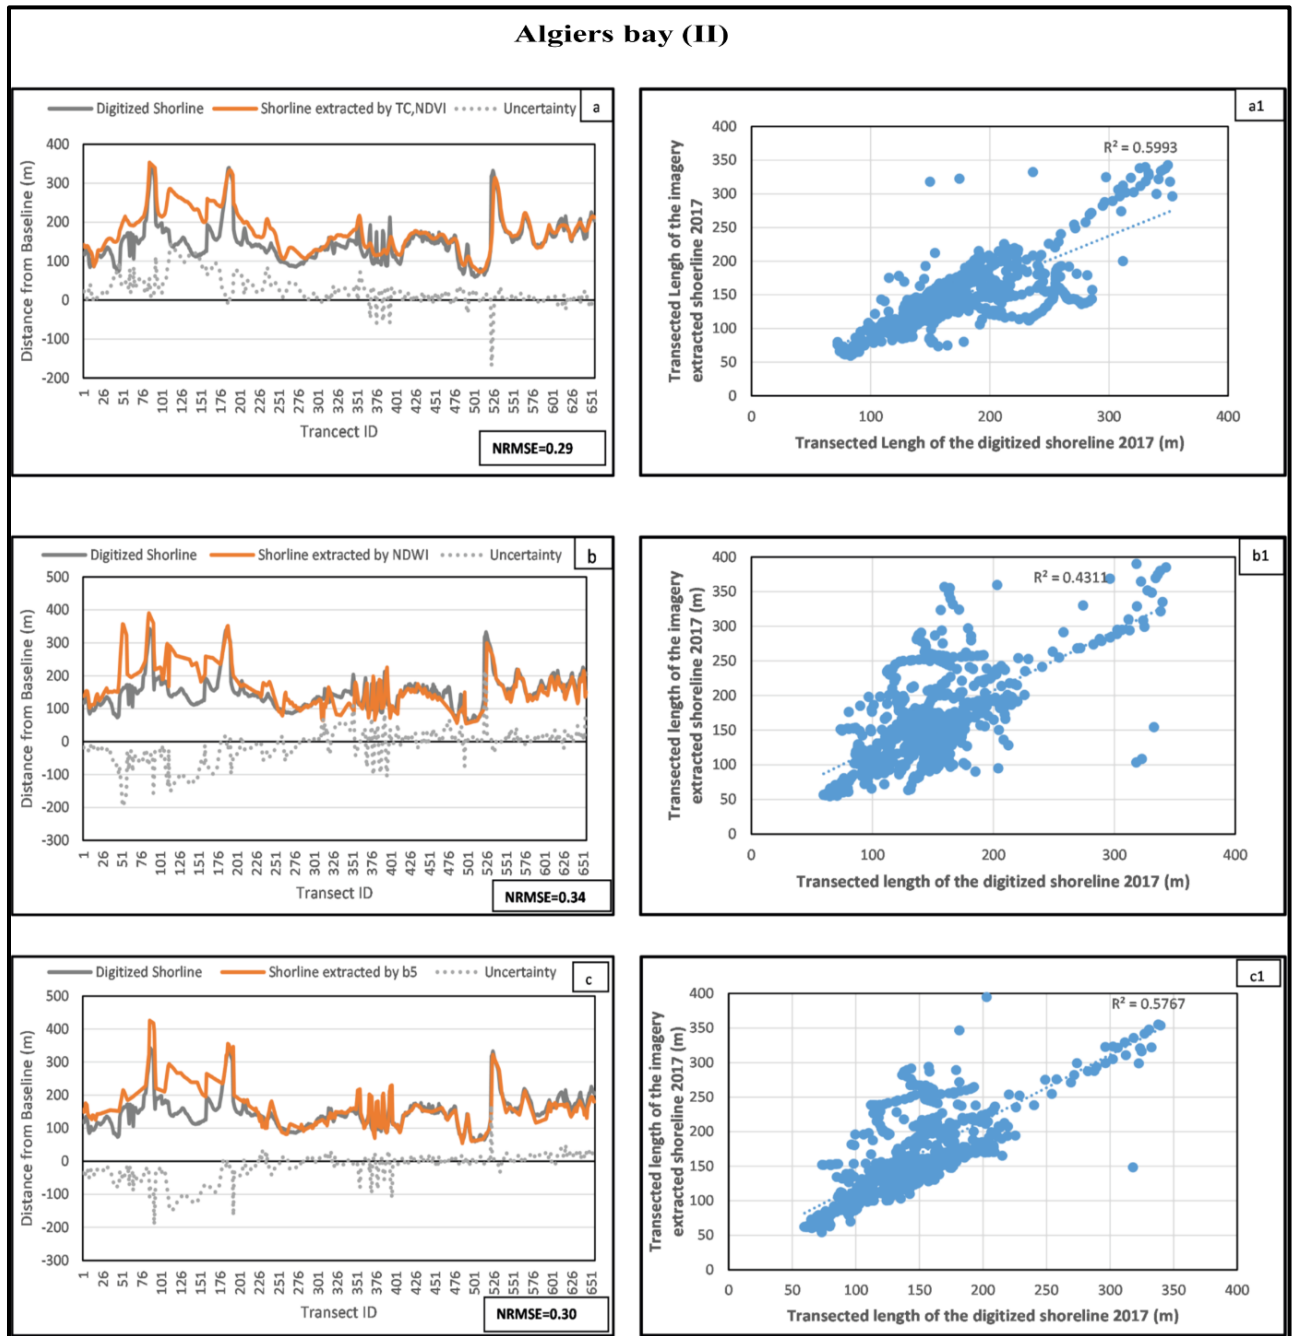 Algiers bay (II)
Digitized Shorline Shorline extracted by TC,NDVI Uncertainty a
400
300
200
100
0
-100
-200
Distance from Baseline (m)
1 26 51 76 101 126 151 176 201 226 251 276 301 326 351 376 401 426 451 476 501 526 551 576 601 626 651
Trancect ID
NRMSE=0.29
a1
400
350
300
250
200
150
100
50
0
R² = 0.5993
Transected Length of the imagery
extracted shoerline 2017
0 100 200 300 400
Transected Lengh of the digitized shoreline 2017 (m)
Digitized Shorline Shorline extracted by NDWI Uncertainty b
500
400
300
200
100
0
-100
-200
-300
Distance from Baseline (m)
1 26 51 76 101 126 151 176 201 226 251 276 301 326 351 376 401 426 451 476 501 526 551 576 601 626 651
Transect ID
NRMSE=0.34
b1
400
350
300
250
200
150
100
50
0
R² = 0.4311
Transected length of the imagery
extracted shoreline 2017 (m)
0 100 200 300 400
Transected length of the digitized shoreline 2017 (m)
Digitized Shorline Shorline extracted by b5 Uncertainty c
500
400
300
200
100
0
-100
-200
-300
Distance from Baseline (m)
1 26 51 76 101 126 151 176 201 226 251 276 301 326 351 376 401 426 451 476 501 526 551 576 601 626 651
Transect ID
NRMSE=0.30
c1
400
350
300
250
200
150
100
50
0
R² = 0.5767
Transected length of the imagery
extracted shoreline 2017 (m)
0 50 100 150 200 250 300 350 400
Transected length of the digitized shoreline 2017 (m)